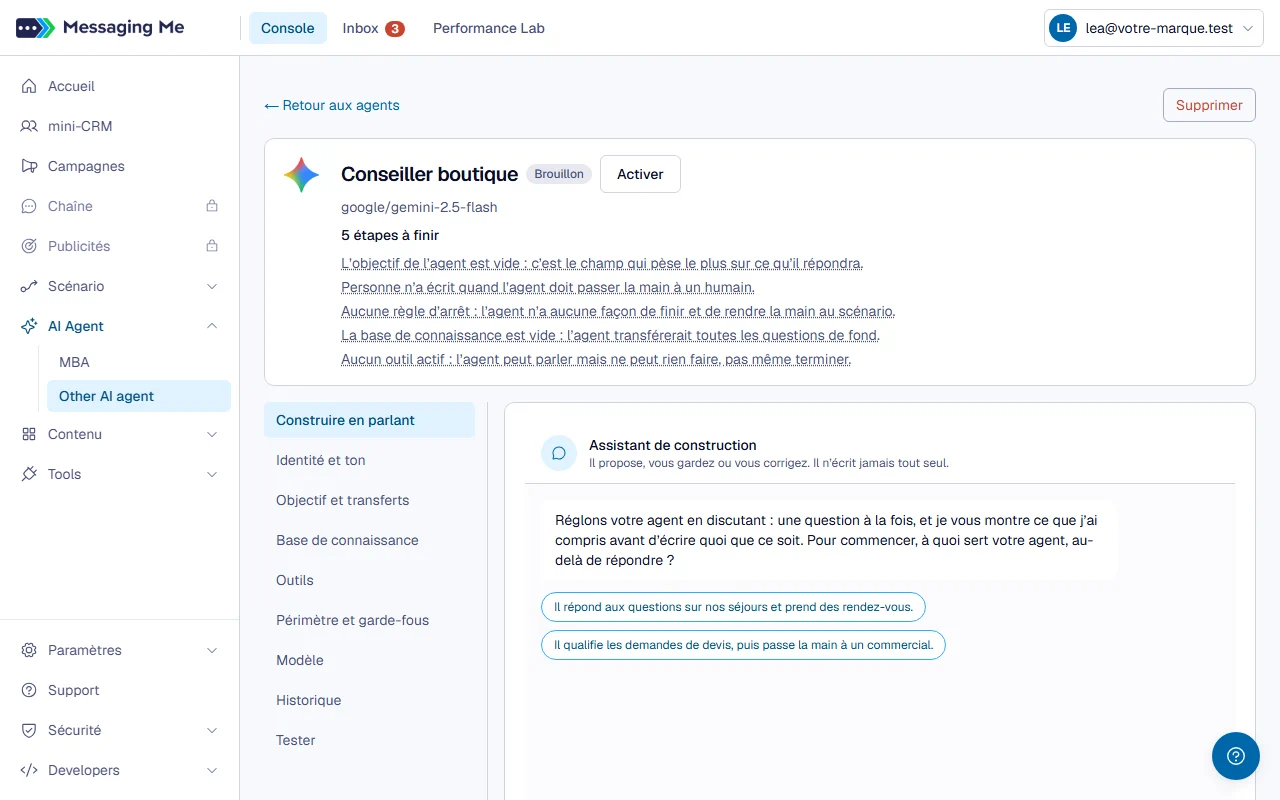 Messaging Me
Console
Inbox 3
Performance Lab
LE lea@votre-marque.test
Accueil
mini-CRM
Campagnes
Chaîne
Publicités
Scénario
AI Agent
MBA
Other AI agent
Contenu
Tools
Paramètres
Support
Sécurité
Developers
← Retour aux agents
Supprimer
Conseiller boutique Brouillon Activer
google/gemini-2.5-flash
5 étapes à finir
L'objectif de l'agent est vide : c'est le champ qui pèse le plus sur ce qu'il répondra.
Personne n'a écrit quand l'agent doit passer la main à un humain.
Aucune règle d'arrêt : l'agent n'a aucune façon de finir et de rendre la main au scénario.
La base de connaissance est vide : l'agent transférerait toutes les questions de fond.
Aucun outil actif : l'agent peut parler mais ne peut rien faire, pas même terminer.
Construire en parlant
Identité et ton
Objectif et transferts
Base de connaissance
Outils
Périmètre et garde-fous
Modèle
Historique
Tester
Assistant de construction
Il propose, vous gardez ou vous corrigez. Il n'écrit jamais tout seul.
Réglons votre agent en discutant : une question à la fois, et je vous montre ce que j'ai
compris avant d'écrire quoi que ce soit. Pour commencer, à quoi sert votre agent, au-
delà de répondre ?
Il répond aux questions sur nos séjours et prend des rendez-vous.
Il qualifie les demandes de devis, puis passe la main à un commercial.